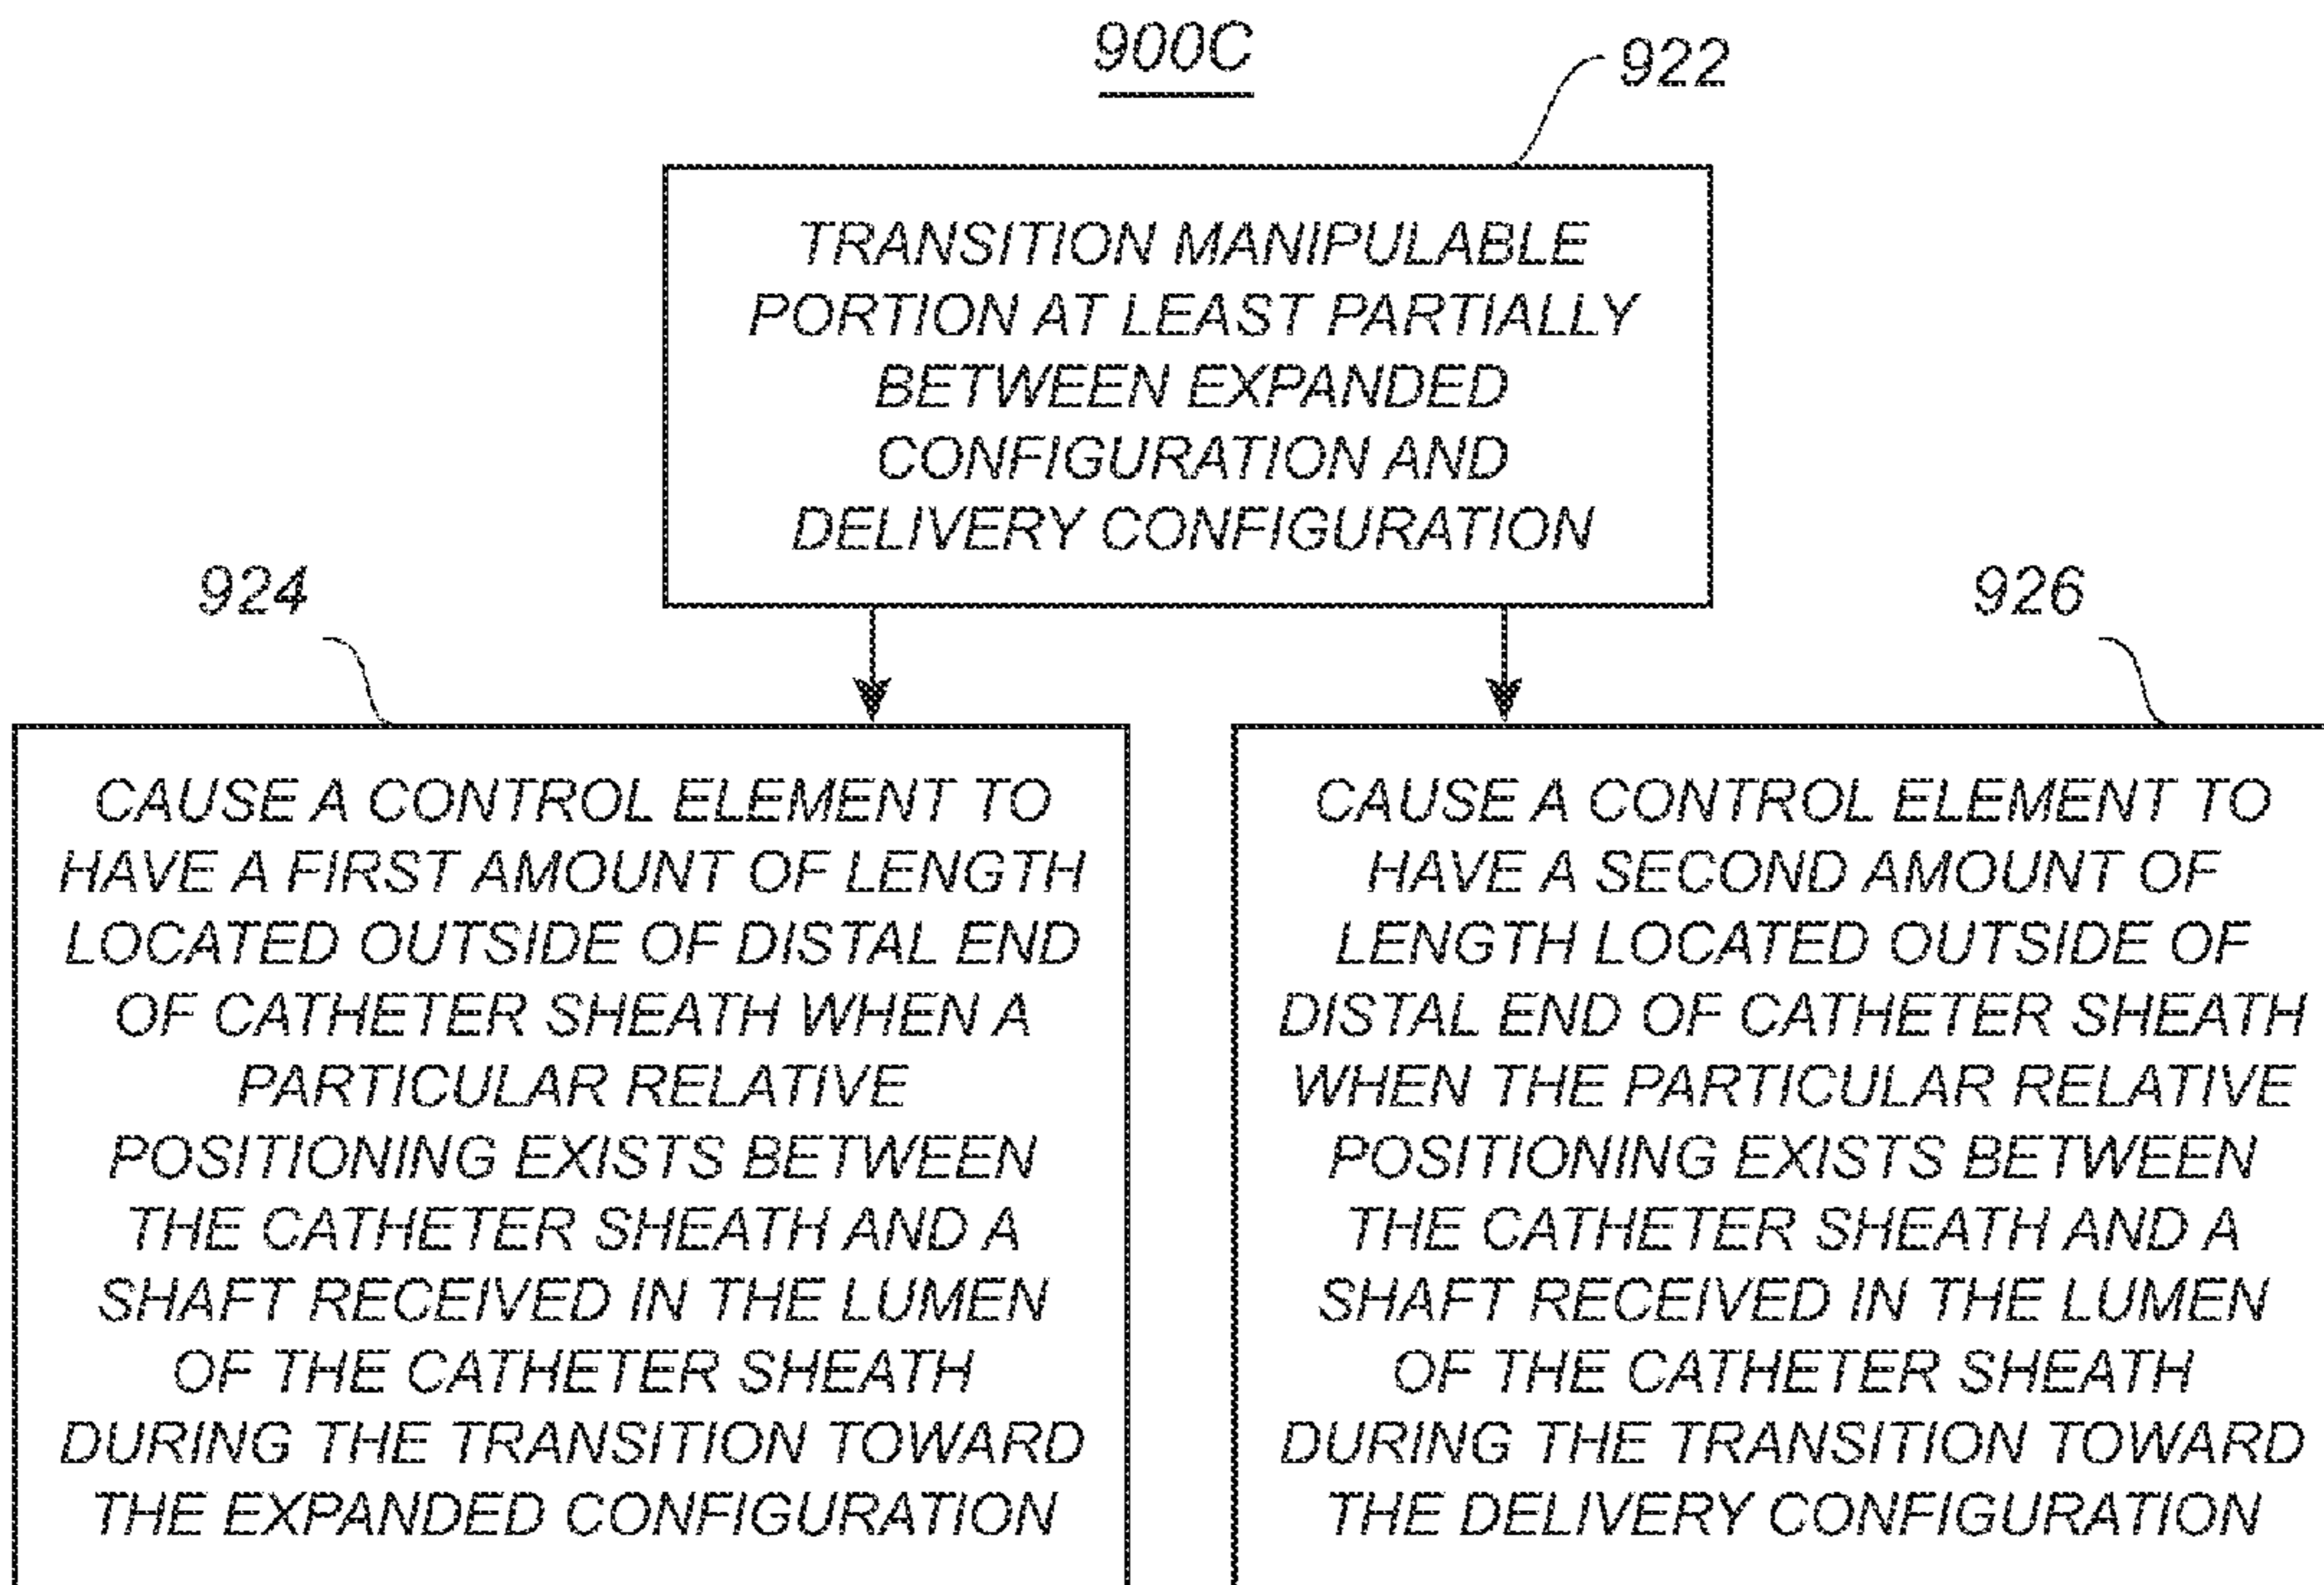 900C
922
TRANSITION MANIPULABLE
PORTION AT LEAST PARTIALLY
BETWEEN EXPANDED
CONFIGURATION AND
DELIVERY CONFIGURATION
924
CAUSE A CONTROL ELEMENT TO
HAVE A FIRST AMOUNT OF LENGTH
LOCATED OUTSIDE OF DISTAL END
OF CATHETER SHEATH WHEN A
PARTICULAR RELATIVE
POSITIONING EXISTS BETWEEN
THE CATHETER SHEATH AND A
SHAFT RECEIVED IN THE LUMEN
OF THE CATHETER SHEATH
DURING THE TRANSITION TOWARD
THE EXPANDED CONFIGURATION
926
CAUSE A CONTROL ELEMENT TO
HAVE A SECOND AMOUNT OF
LENGTH LOCATED OUTSIDE OF
DISTAL END OF CATHETER SHEATH
WHEN THE PARTICULAR RELATIVE
POSITIONING EXISTS BETWEEN
THE CATHETER SHEATH AND A
SHAFT RECEIVED IN THE LUMEN
OF THE CATHETER SHEATH
DURING THE TRANSITION TOWARD
THE DELIVERY CONFIGURATION